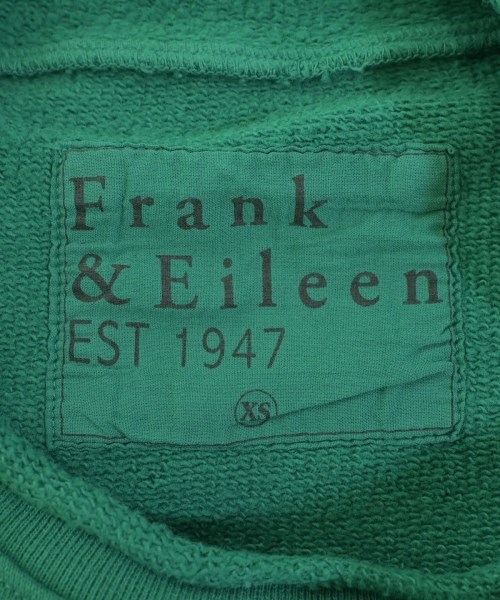 Frank
& Eileen
EST 1947
XS